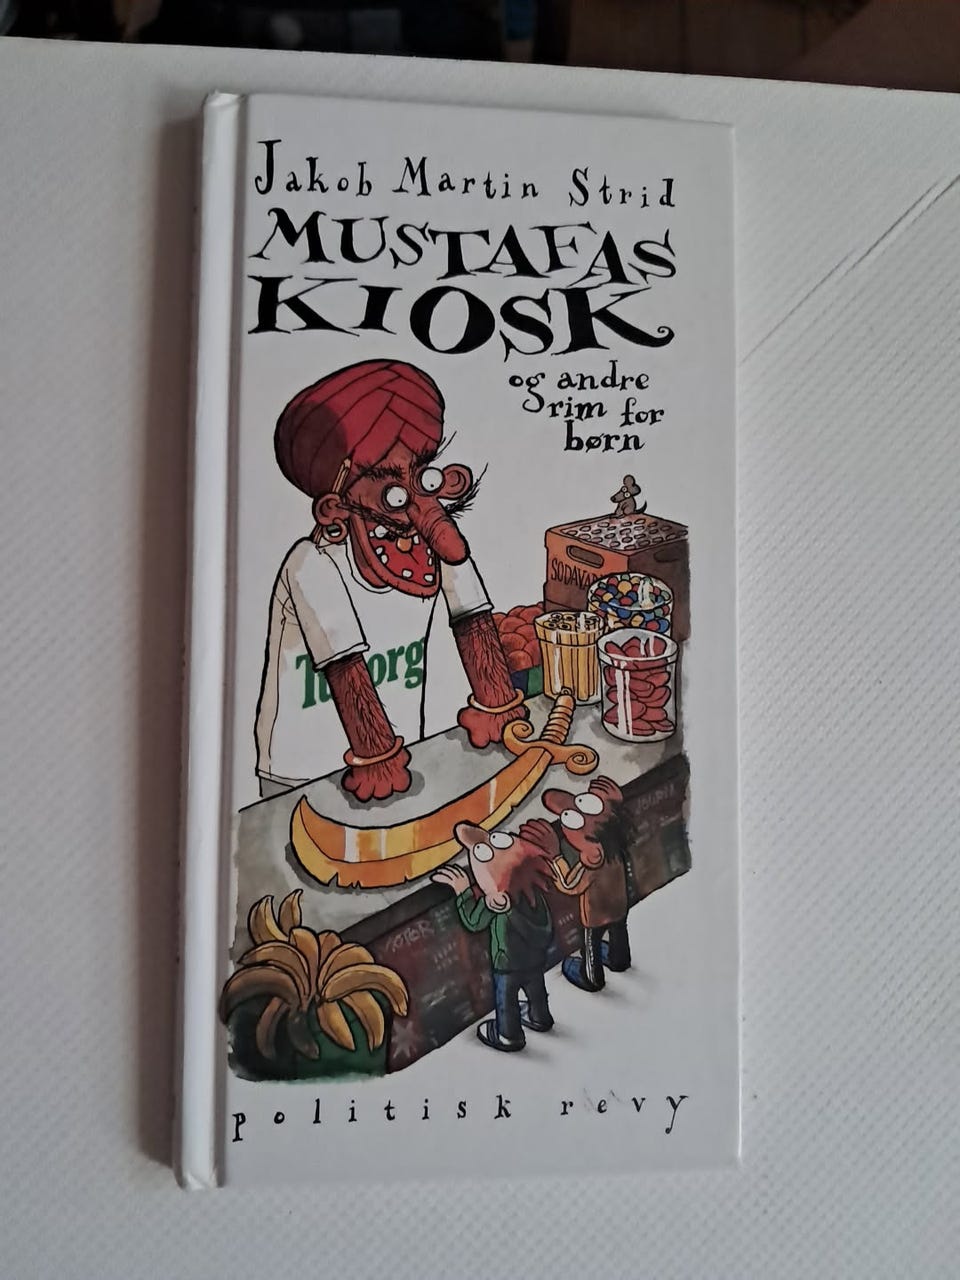 Jakob Martin Strid
MUSTAFAS
KIOSK
og andre
rim for
børn
SODAVA
Tuborg
politisk revy